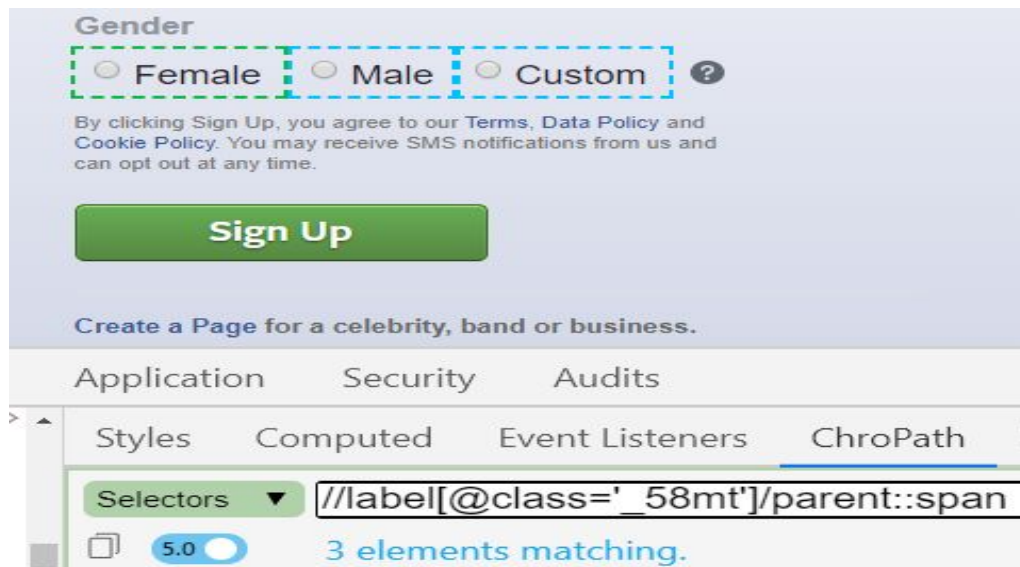 Gender
Female Male Custom ?
By clicking Sign Up, you agree to our Terms, Data Policy and
Cookie Policy. You may receive SMS notifications from us and
can opt out at any time.
Sign Up
Create a Page for a celebrity, band or business.
Application Security Audits
> Styles Computed Event Listeners ChroPath
Selectors ▼ //label[@class='_58mt']/parent::span
5.0 3 elements matching.